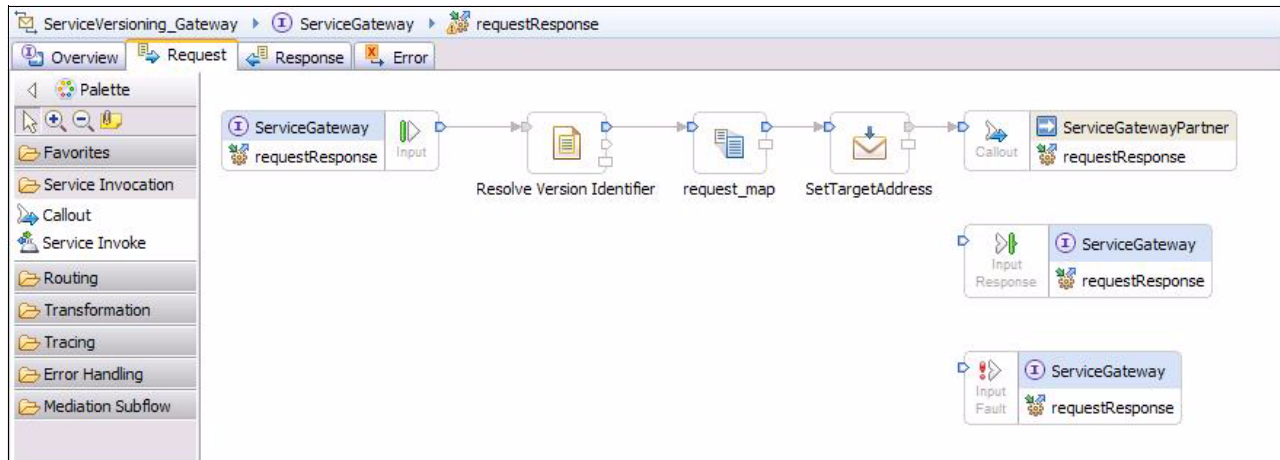 ServiceVersioning_Gateway ServiceGateway requestResponse
Overview Request Response Error
Palette
Favorites
Service Invocation
Callout
Service Invoke
Routing
Transformation
Tracing
Error Handling
Mediation Subflow
ServiceGateway
requestResponse
Input
Resolve Version Identifier
request_map
SetTargetAddress
Callout
ServiceGatewayPartner
requestResponse
Input
Response
ServiceGateway
requestResponse
Input
Fault
ServiceGateway
requestResponse